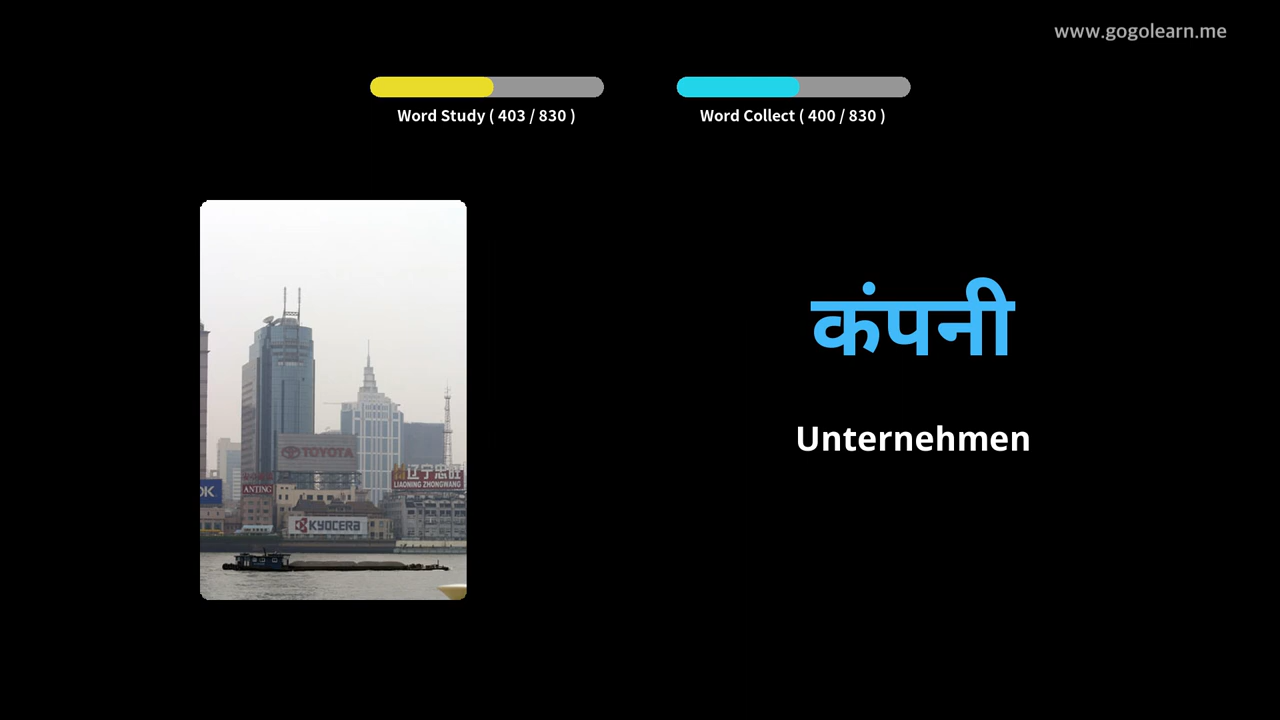 www.gogolearn.me
Word Study ( 403 / 830 )
Word Collect ( 400 / 830 )
कंपनी
Unternehmen
TOYOTA
辽宁忠旺
LIAONING ZHONGWANG
OK
ANTING
KYOCERA